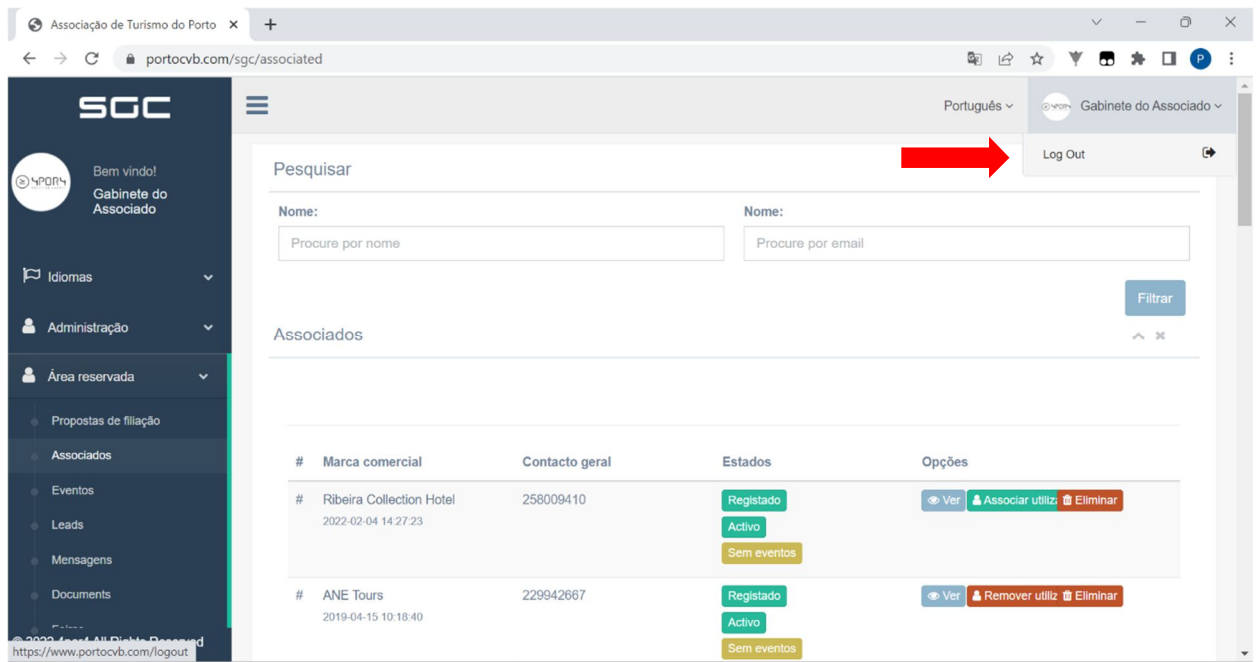 Associação de Turismo do Porto
portocvb.com/sgc/associated
P
SGC
Português
Gabinete do Associado
Log Out
4POR4
Bem vindo!
Gabinete do
Associado
Idiomas
Administração
Área reservada
Propostas de filiação
Associados
Eventos
Leads
Mensagens
Documents
https://www.portocvb.com/logout
Pesquisar
Nome:
Procure por nome
Nome:
Procure por email
Filtrar
Associados
# Marca comercial Contacto geral Estados Opções
# Ribeira Collection Hotel 258009410 Registado Ver Associar utiliz Eliminar
2022-02-04 14:27:23
Activo
Sem eventos
# ANE Tours 229942667 Registado Ver Remover utiliz Eliminar
2019-04-15 10:18:40
Activo
Sem eventos